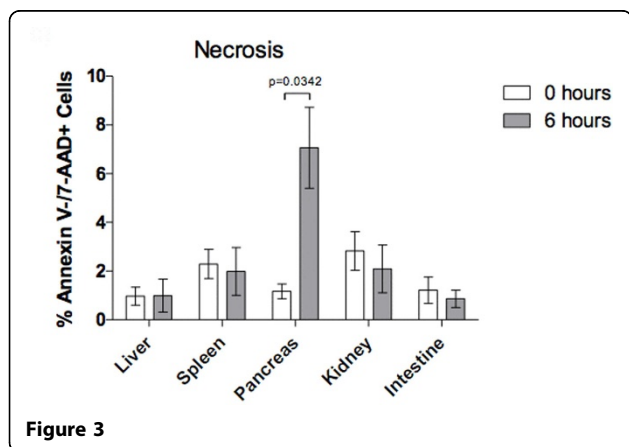 Necrosis
p=0.0342
0 hours
6 hours
% Annexin V-/7-AAD+ Cells
10
8
6
4
2
0
Liver
Spleen
Pancreas
Kidney
Intestine
Figure 3